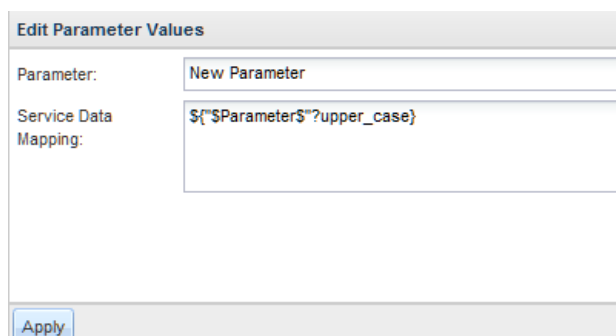 Edit Parameter Values
Parameter: New Parameter
Service Data ${"$Parameter$"?upper_case}
Mapping:
Apply